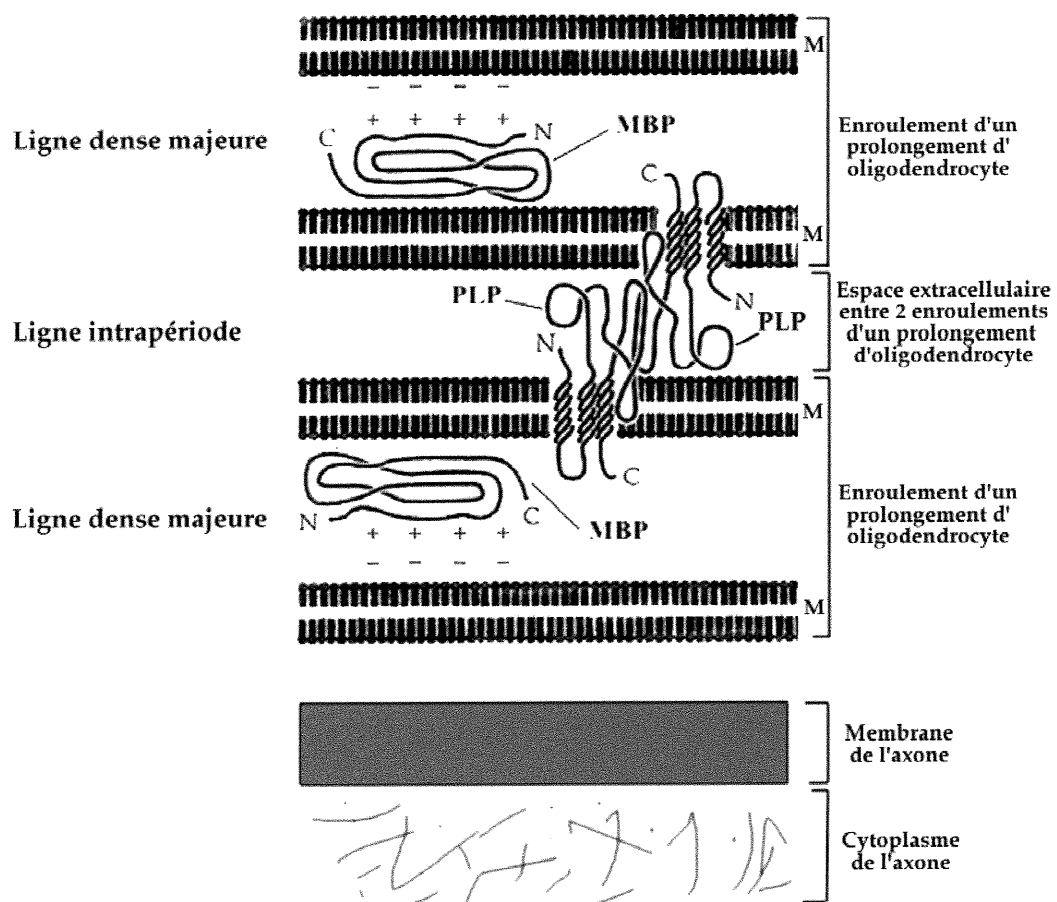 M
− − − −
+ + + +
C
N
MBP
Ligne dense majeure
Enroulement d'un
prolongement d'
oligodendrocyte
C
M
N
PLP
PLP
N
Ligne intrapériode
Espace extracellulaire
entre 2 enroulements
d'un prolongement
d'oligodendrocyte
M
C
Ligne dense majeure
N
C
MBP
+ + + +
− − − −
Enroulement d'un
prolongement d'
oligodendrocyte
M
Membrane
de l'axone
Cytoplasme
de l'axone